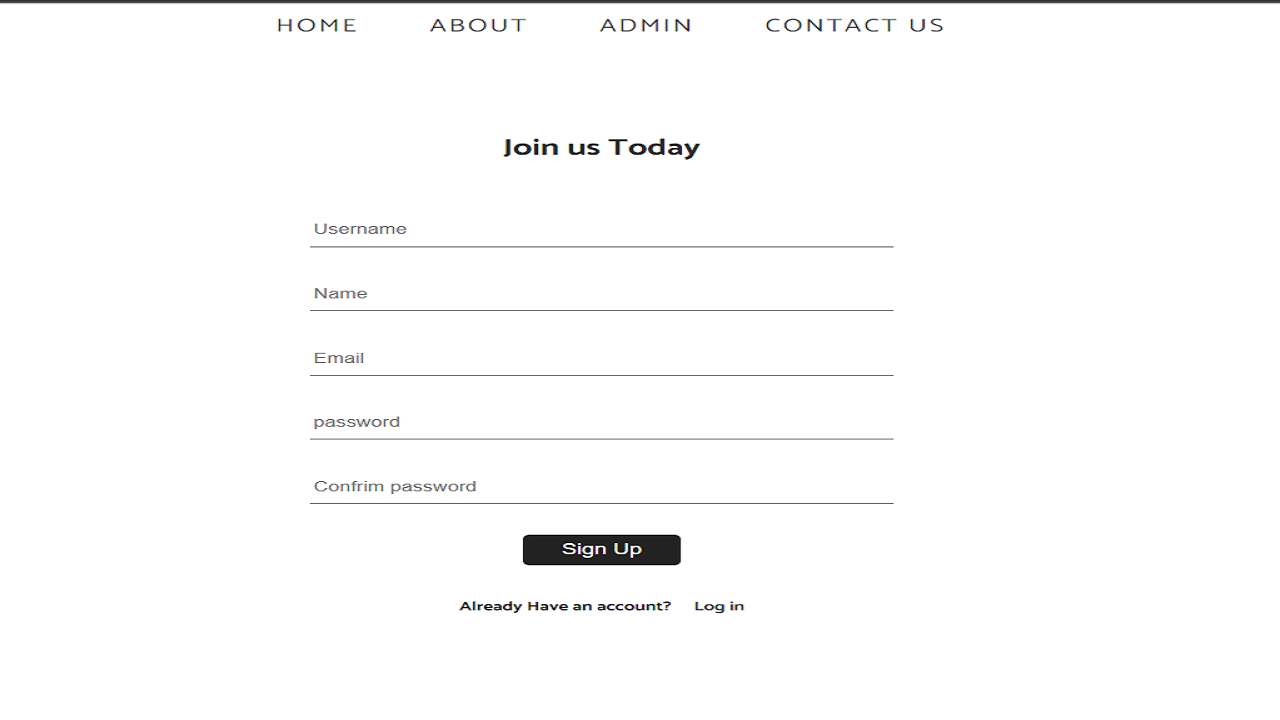 HOME ABOUT ADMIN CONTACT US
Join us Today
Username
Name
Email
password
Confrim password
Sign Up
Already Have an account? Log in